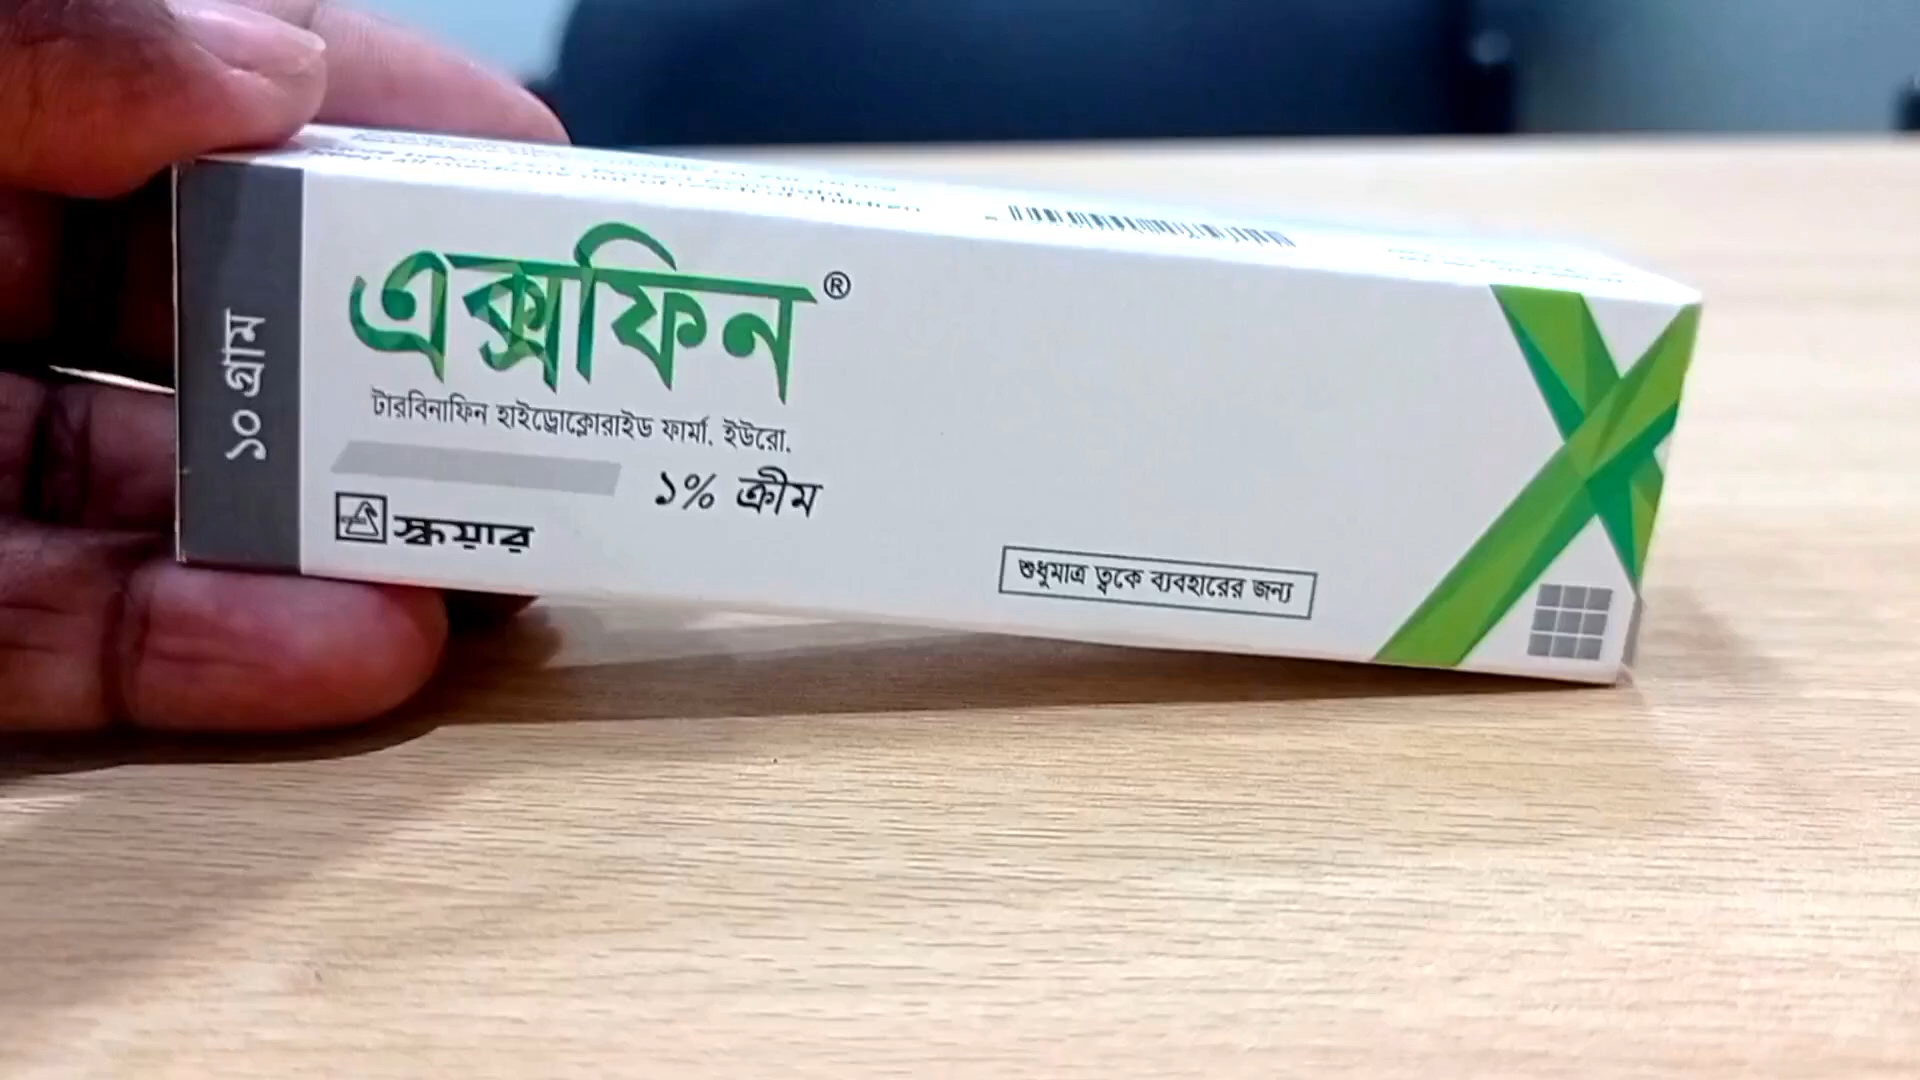 ১০ গ্রাম
এক্সফিন®
টারবিনাফিন হাইড্রোক্লোরাইড ফার্মা. ইউরো.
১% ক্রীম
স্কয়ার
শুধুমাত্র ত্বকে ব্যবহারের জন্য